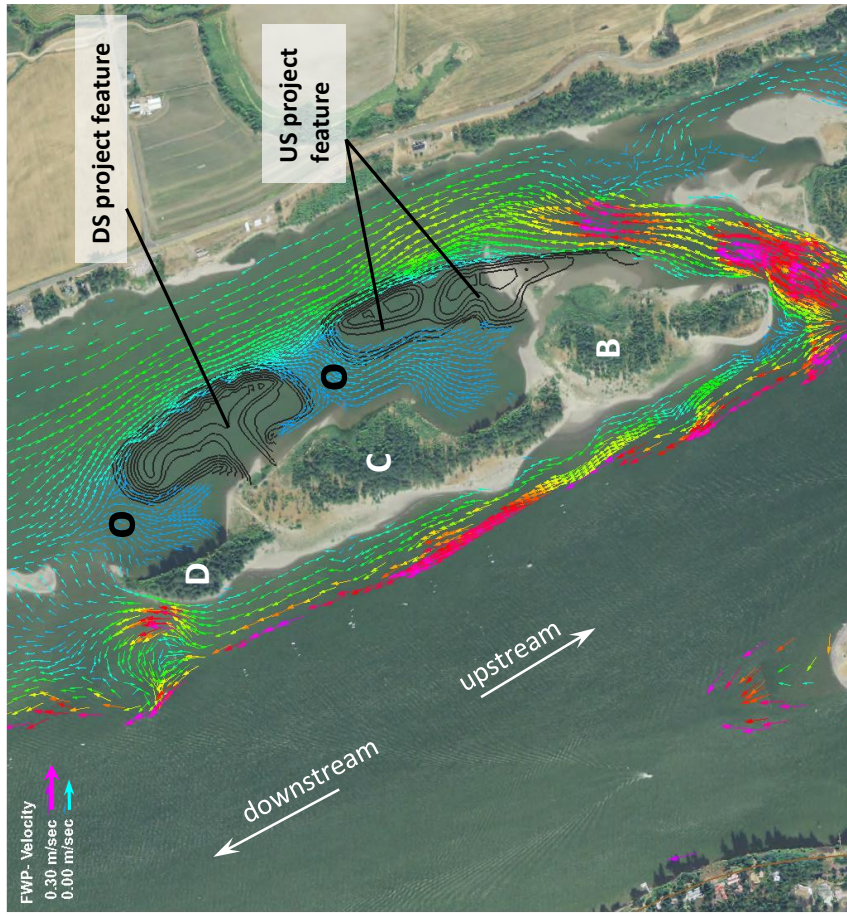 DS project feature
US project
feature
O
O
B
C
D
upstream
downstream
FWP- Velocity
0.30 m/sec
0.00 m/sec